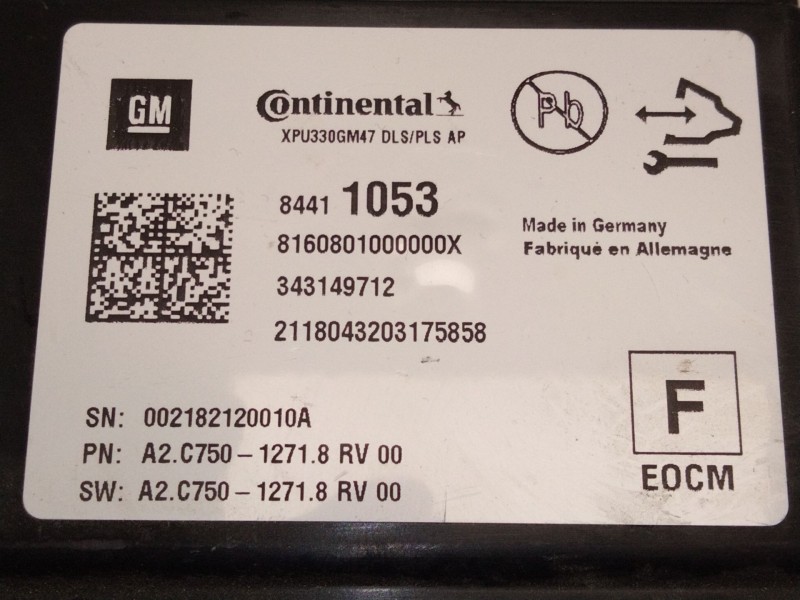 GM
Continental
XPU330GM47 DLS/PLS AP
Pb
8441 1053
8160801000000X
343149712
2118043203175858
Made in Germany
Fabriqué en Allemagne
SN: 002182120010A
PN: A2.C750-1271.8 RV 00
SW: A2.C750-1271.8 RV 00
F
EOCM